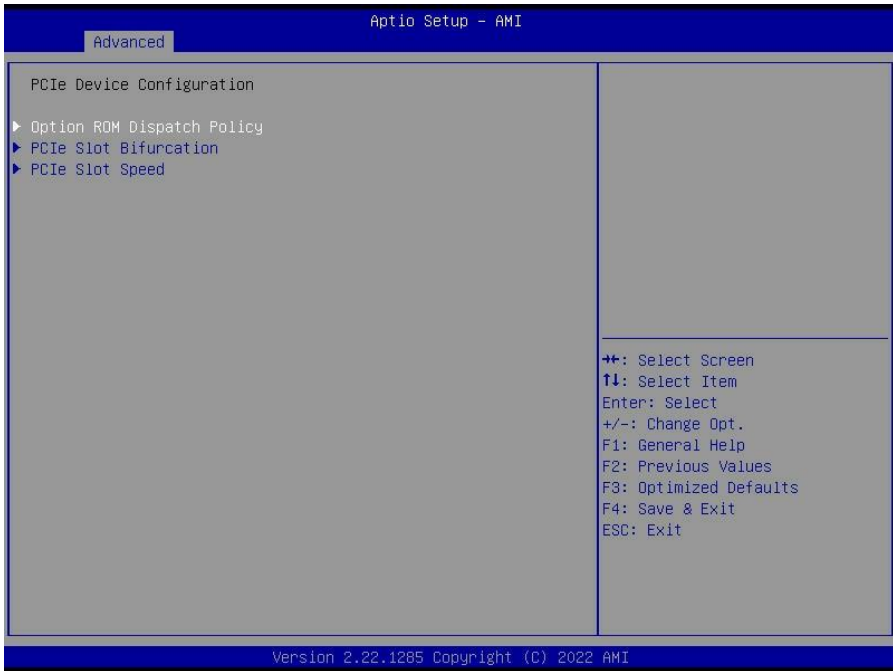 Aptio Setup – AMI
Advanced
PCIe Device Configuration
▶ Option ROM Dispatch Policy
▶ PCIe Slot Bifurcation
▶ PCIe Slot Speed
→←: Select Screen
↑↓: Select Item
Enter: Select
+/-: Change Opt.
F1: General Help
F2: Previous Values
F3: Optimized Defaults
F4: Save & Exit
ESC: Exit
Version 2.22.1285 Copyright (C) 2022 AMI